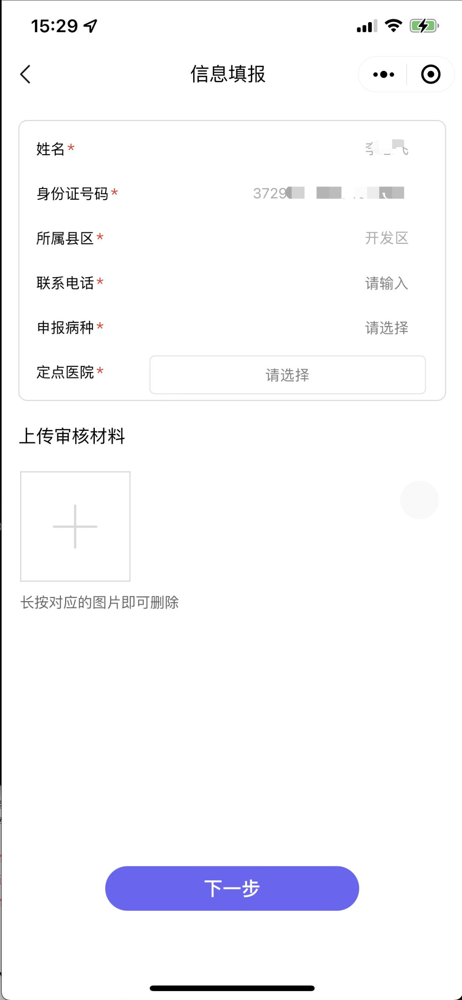 15:29
信息填报
姓名*
身份证号码* 3729
所属县区* 开发区
联系电话* 请输入
申报病种* 请选择
定点医院* 请选择
上传审核材料
长按对应的图片即可删除
下一步